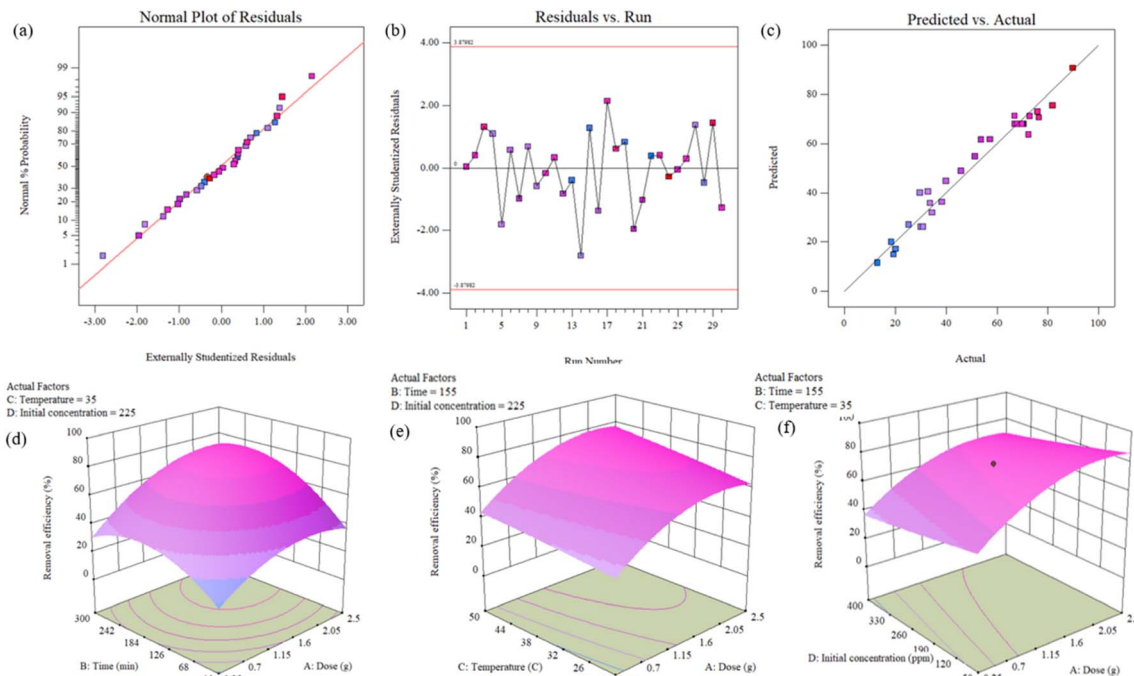 Normal Plot of Residuals
(a)
Normal % Probability
99
95
90
80
70
50
30
20
10
5
1
-3.00 -2.00 -1.00 0.00 1.00 2.00 3.00
Externally Studentized Residuals
Residuals vs. Run
(b)
Externally Studentized Residuals
4.00
3.87982
2.00
0.00
0
-2.00
-3.87982
-4.00
1 5 9 13 17 21 25 29
Run Number
Predicted vs. Actual
(c)
Predicted
100
80
60
40
20
0
0 20 40 60 80 100
Actual
Actual Factors
C: Temperature = 35
D: Initial concentration = 225
(d)
Removal efficiency (%)
100
80
60
40
20
0
300
242
184
126
68
B: Time (min)
2.5
2.05
1.6
1.15
0.7
A: Dose (g)
Actual Factors
B: Time = 155
D: Initial concentration = 225
(e)
Removal efficiency (%)
100
80
60
40
20
0
50
44
38
32
26
C: Temperature (C)
2.5
2.05
1.6
1.15
0.7
A: Dose (g)
Actual Factors
B: Time = 155
C: Temperature = 35
(f)
Removal efficiency (%)
100
80
60
40
20
0
400
330
260
190
120
D: Initial concentration (ppm)
2.05
1.6
1.15
0.7
A: Dose (g)